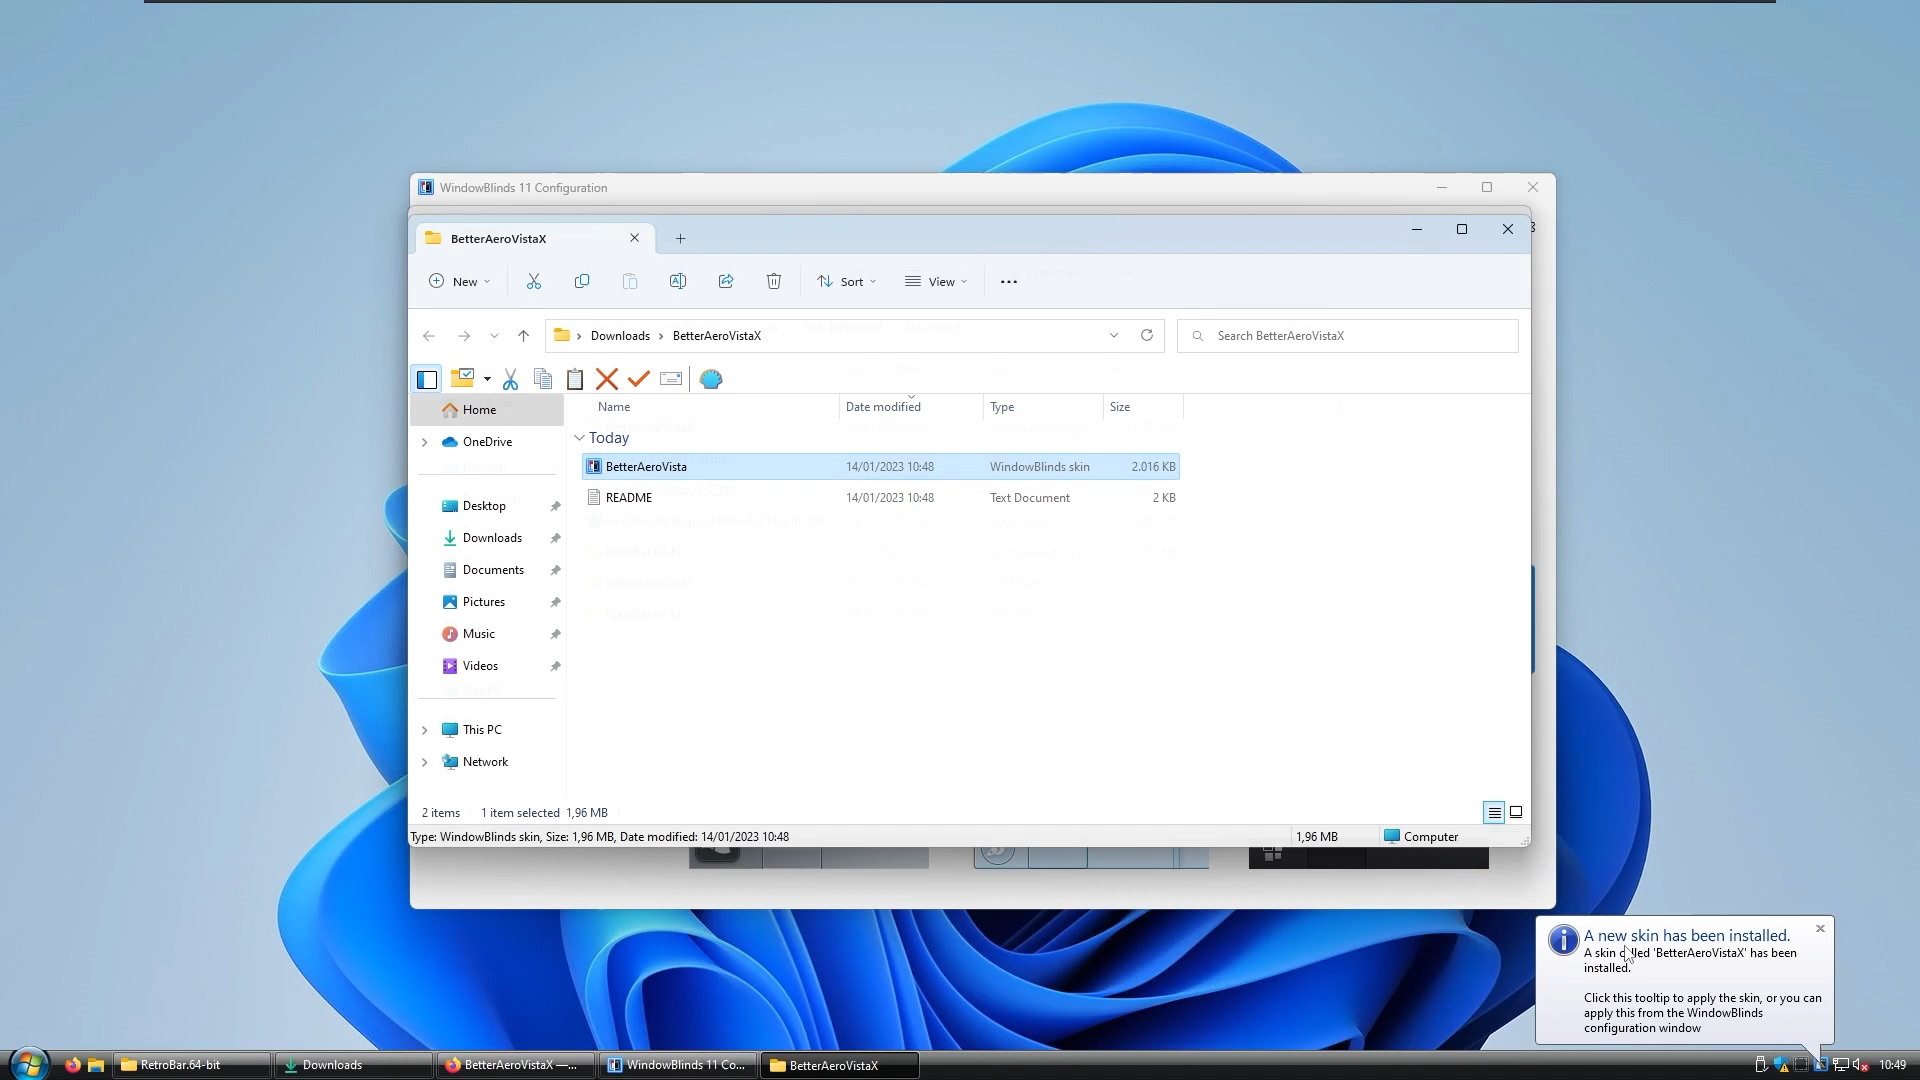 WindowBlinds 11 Configuration
BetterAeroVistaX
New
Sort
View
Downloads
BetterAeroVistaX
Search BetterAeroVistaX
Home
OneDrive
Desktop
Downloads
Documents
Pictures
Music
Videos
This PC
Network
Name
Date modified
Type
Size
Today
BetterAeroVista 14/01/2023 10:48 WindowBlinds skin 2.016 KB
README 14/01/2023 10:48 Text Document 2 KB
2 items 1 item selected 1,96 MB
Type: WindowBlinds skin, Size: 1,96 MB, Date modified: 14/01/2023 10:48
1,96 MB
Computer
A new skin has been installed.
A skin called 'BetterAeroVistaX' has been
installed.
Click this tooltip to apply the skin, or you can
apply this from the WindowBlinds
configuration window
RetroBar.64-bit
Downloads
BetterAeroVistaX —...
WindowBlinds 11 Co...
BetterAeroVistaX
10:49